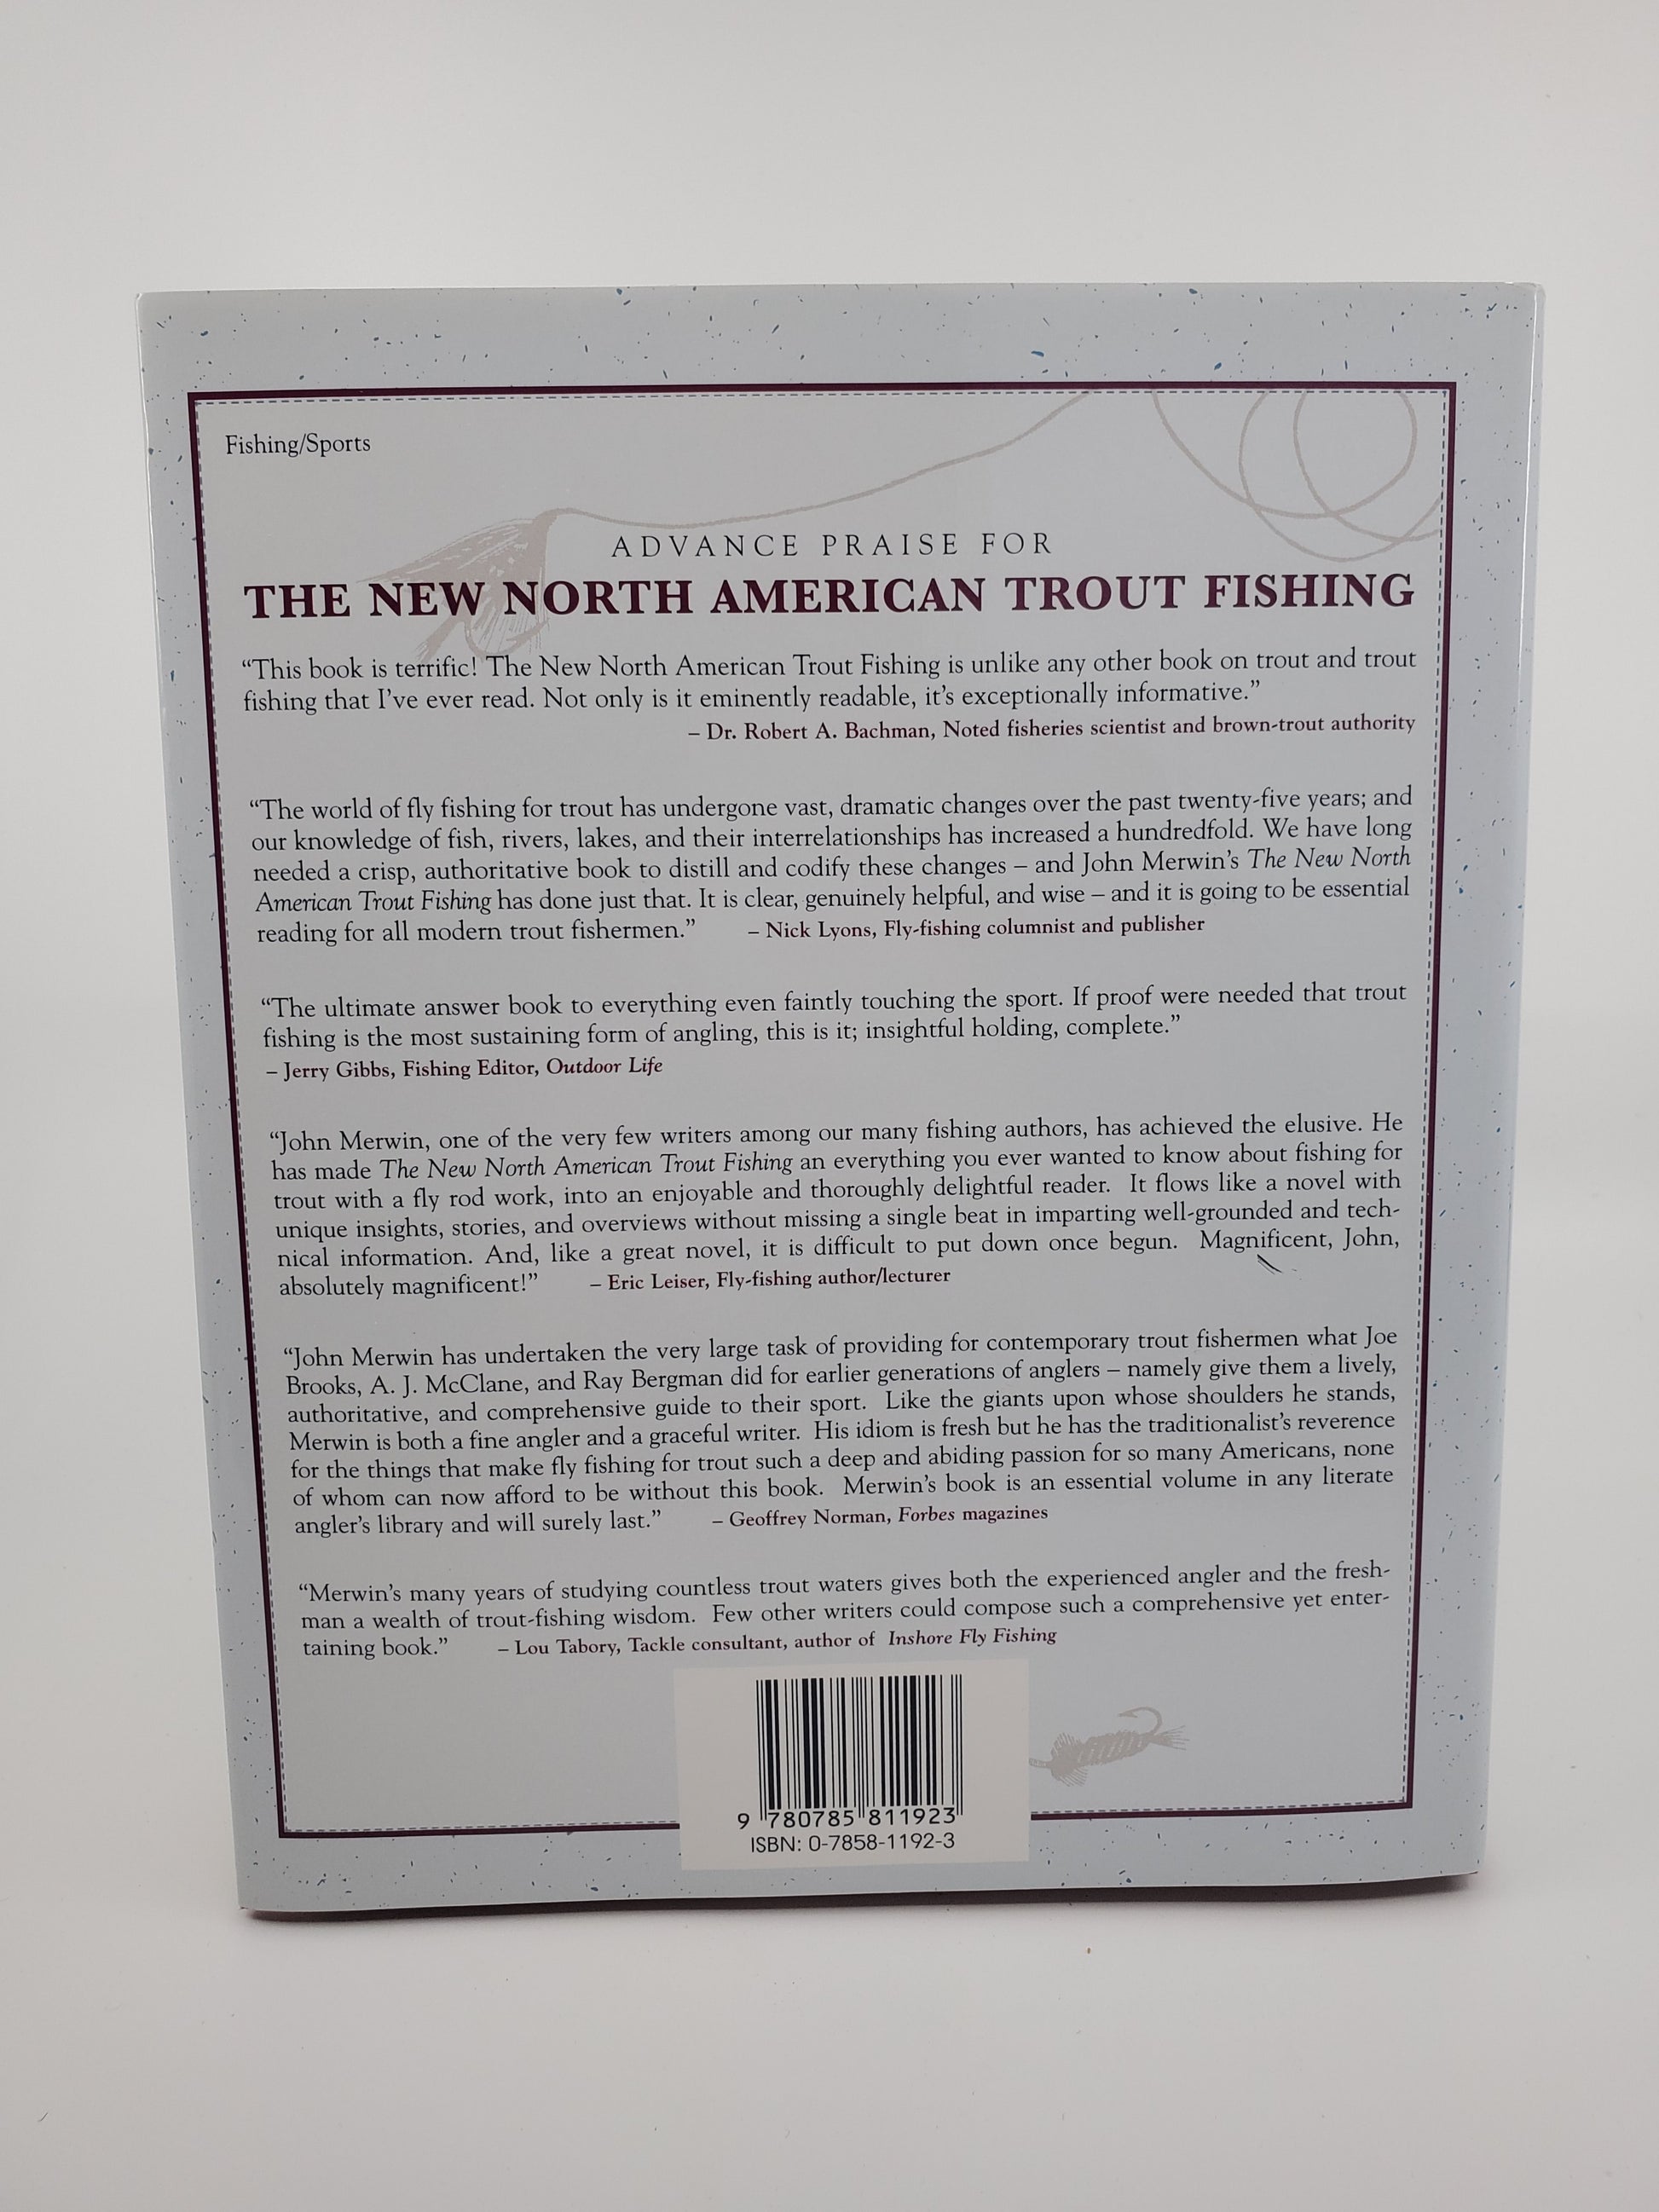 Fishing/Sports
ADVANCE PRAISE FOR
THE NEW NORTH AMERICAN TROUT FISHING
“This book is terrific! The New North American Trout Fishing is unlike any other book on trout and trout
fishing that I’ve ever read. Not only is it eminently readable, it’s exceptionally informative.”
– Dr. Robert A. Bachman, Noted fisheries scientist and brown-trout authority
“The world of fly fishing for trout has undergone vast, dramatic changes over the past twenty-five years; and
our knowledge of fish, rivers, lakes, and their interrelationships has increased a hundredfold. We have long
needed a crisp, authoritative book to distill and codify these changes – and John Merwin’s The New North
American Trout Fishing has done just that. It is clear, genuinely helpful, and wise – and it is going to be essential
reading for all modern trout fishermen.” – Nick Lyons, Fly-fishing columnist and publisher
“The ultimate answer book to everything even faintly touching the sport. If proof were needed that trout
fishing is the most sustaining form of angling, this is it; insightful holding, complete.”
– Jerry Gibbs, Fishing Editor, Outdoor Life
“John Merwin, one of the very few writers among our many fishing authors, has achieved the elusive. He
has made The New North American Trout Fishing an everything you ever wanted to know about fishing for
trout with a fly rod work, into an enjoyable and thoroughly delightful reader. It flows like a novel with
unique insights, stories, and overviews without missing a single beat in imparting well-grounded and tech-
nical information. And, like a great novel, it is difficult to put down once begun. Magnificent, John,
absolutely magnificent!” – Eric Leiser, Fly-fishing author/lecturer
“John Merwin has undertaken the very large task of providing for contemporary trout fishermen what Joe
Brooks, A. J. McClane, and Ray Bergman did for earlier generations of anglers – namely give them a lively,
authoritative, and comprehensive guide to their sport. Like the giants upon whose shoulders he stands,
Merwin is both a fine angler and a graceful writer. His idiom is fresh but he has the traditionalist’s reverence
for the things that make fly fishing for trout such a deep and abiding passion for so many Americans, none
of whom can now afford to be without this book. Merwin’s book is an essential volume in any literate
angler’s library and will surely last.” – Geoffrey Norman, Forbes magazines
“Merwin’s many years of studying countless trout waters gives both the experienced angler and the fresh-
man a wealth of trout-fishing wisdom. Few other writers could compose such a comprehensive yet enter-
taining book.” – Lou Tabory, Tackle consultant, author of Inshore Fly Fishing
9 780785 811923
ISBN: 0-7858-1192-3